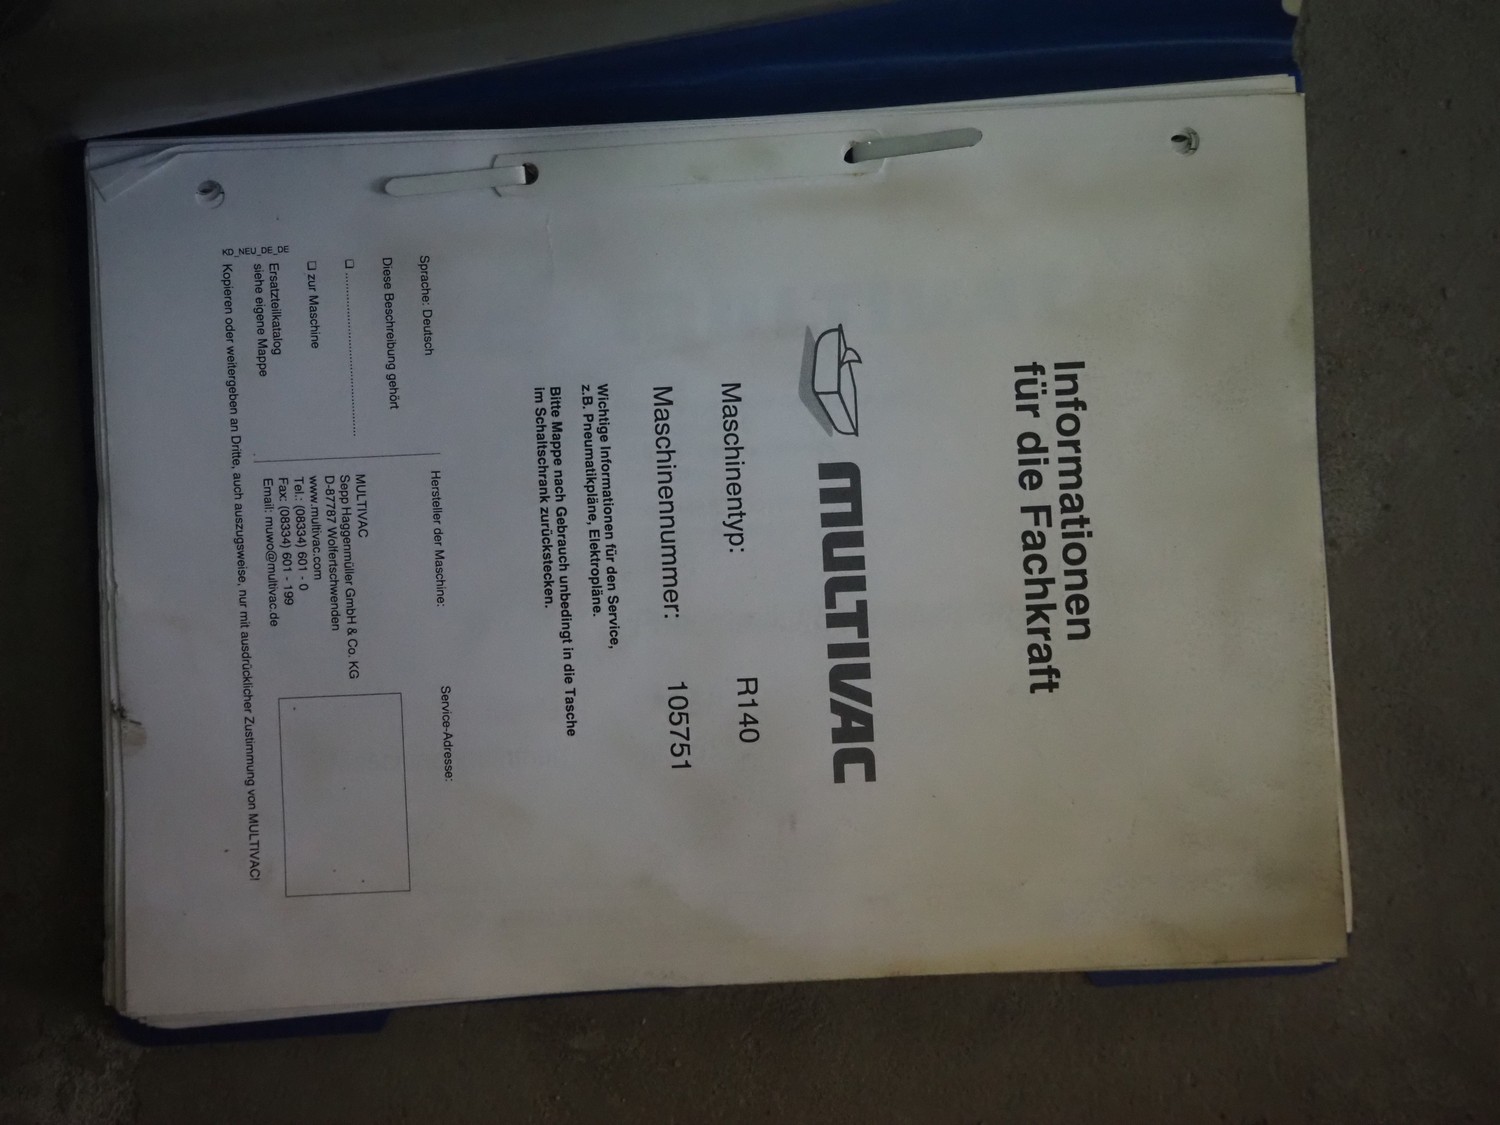 Informationen
für die Fachkraft
MULTIVAC
Maschinentyp: R140
Maschinennummer: 105751
Wichtige Informationen für den Service,
z.B. Pneumatikpläne, Elektropläne.
Bitte Mappe nach Gebrauch unbedingt in die Tasche
im Schaltschrank zurückstecken.
Sprache: Deutsch
Diese Beschreibung gehört
❏ ........................................
❏ zur Maschine
Ersatzteilkatalog
siehe eigene Mappe
Hersteller der Maschine:
MULTIVAC
Sepp Haggenmüller GmbH & Co. KG
D-87787 Wolfertschwenden
www.multivac.com
Tel.: (08334) 601 - 0
Fax: (08334) 601 - 199
Email: muwo@multivac.de
Service-Adresse:
Kopieren oder weitergeben an Dritte, auch auszugsweise, nur mit ausdrücklicher Zustimmung von MULTIVAC!
KD_NEU_DE_DE